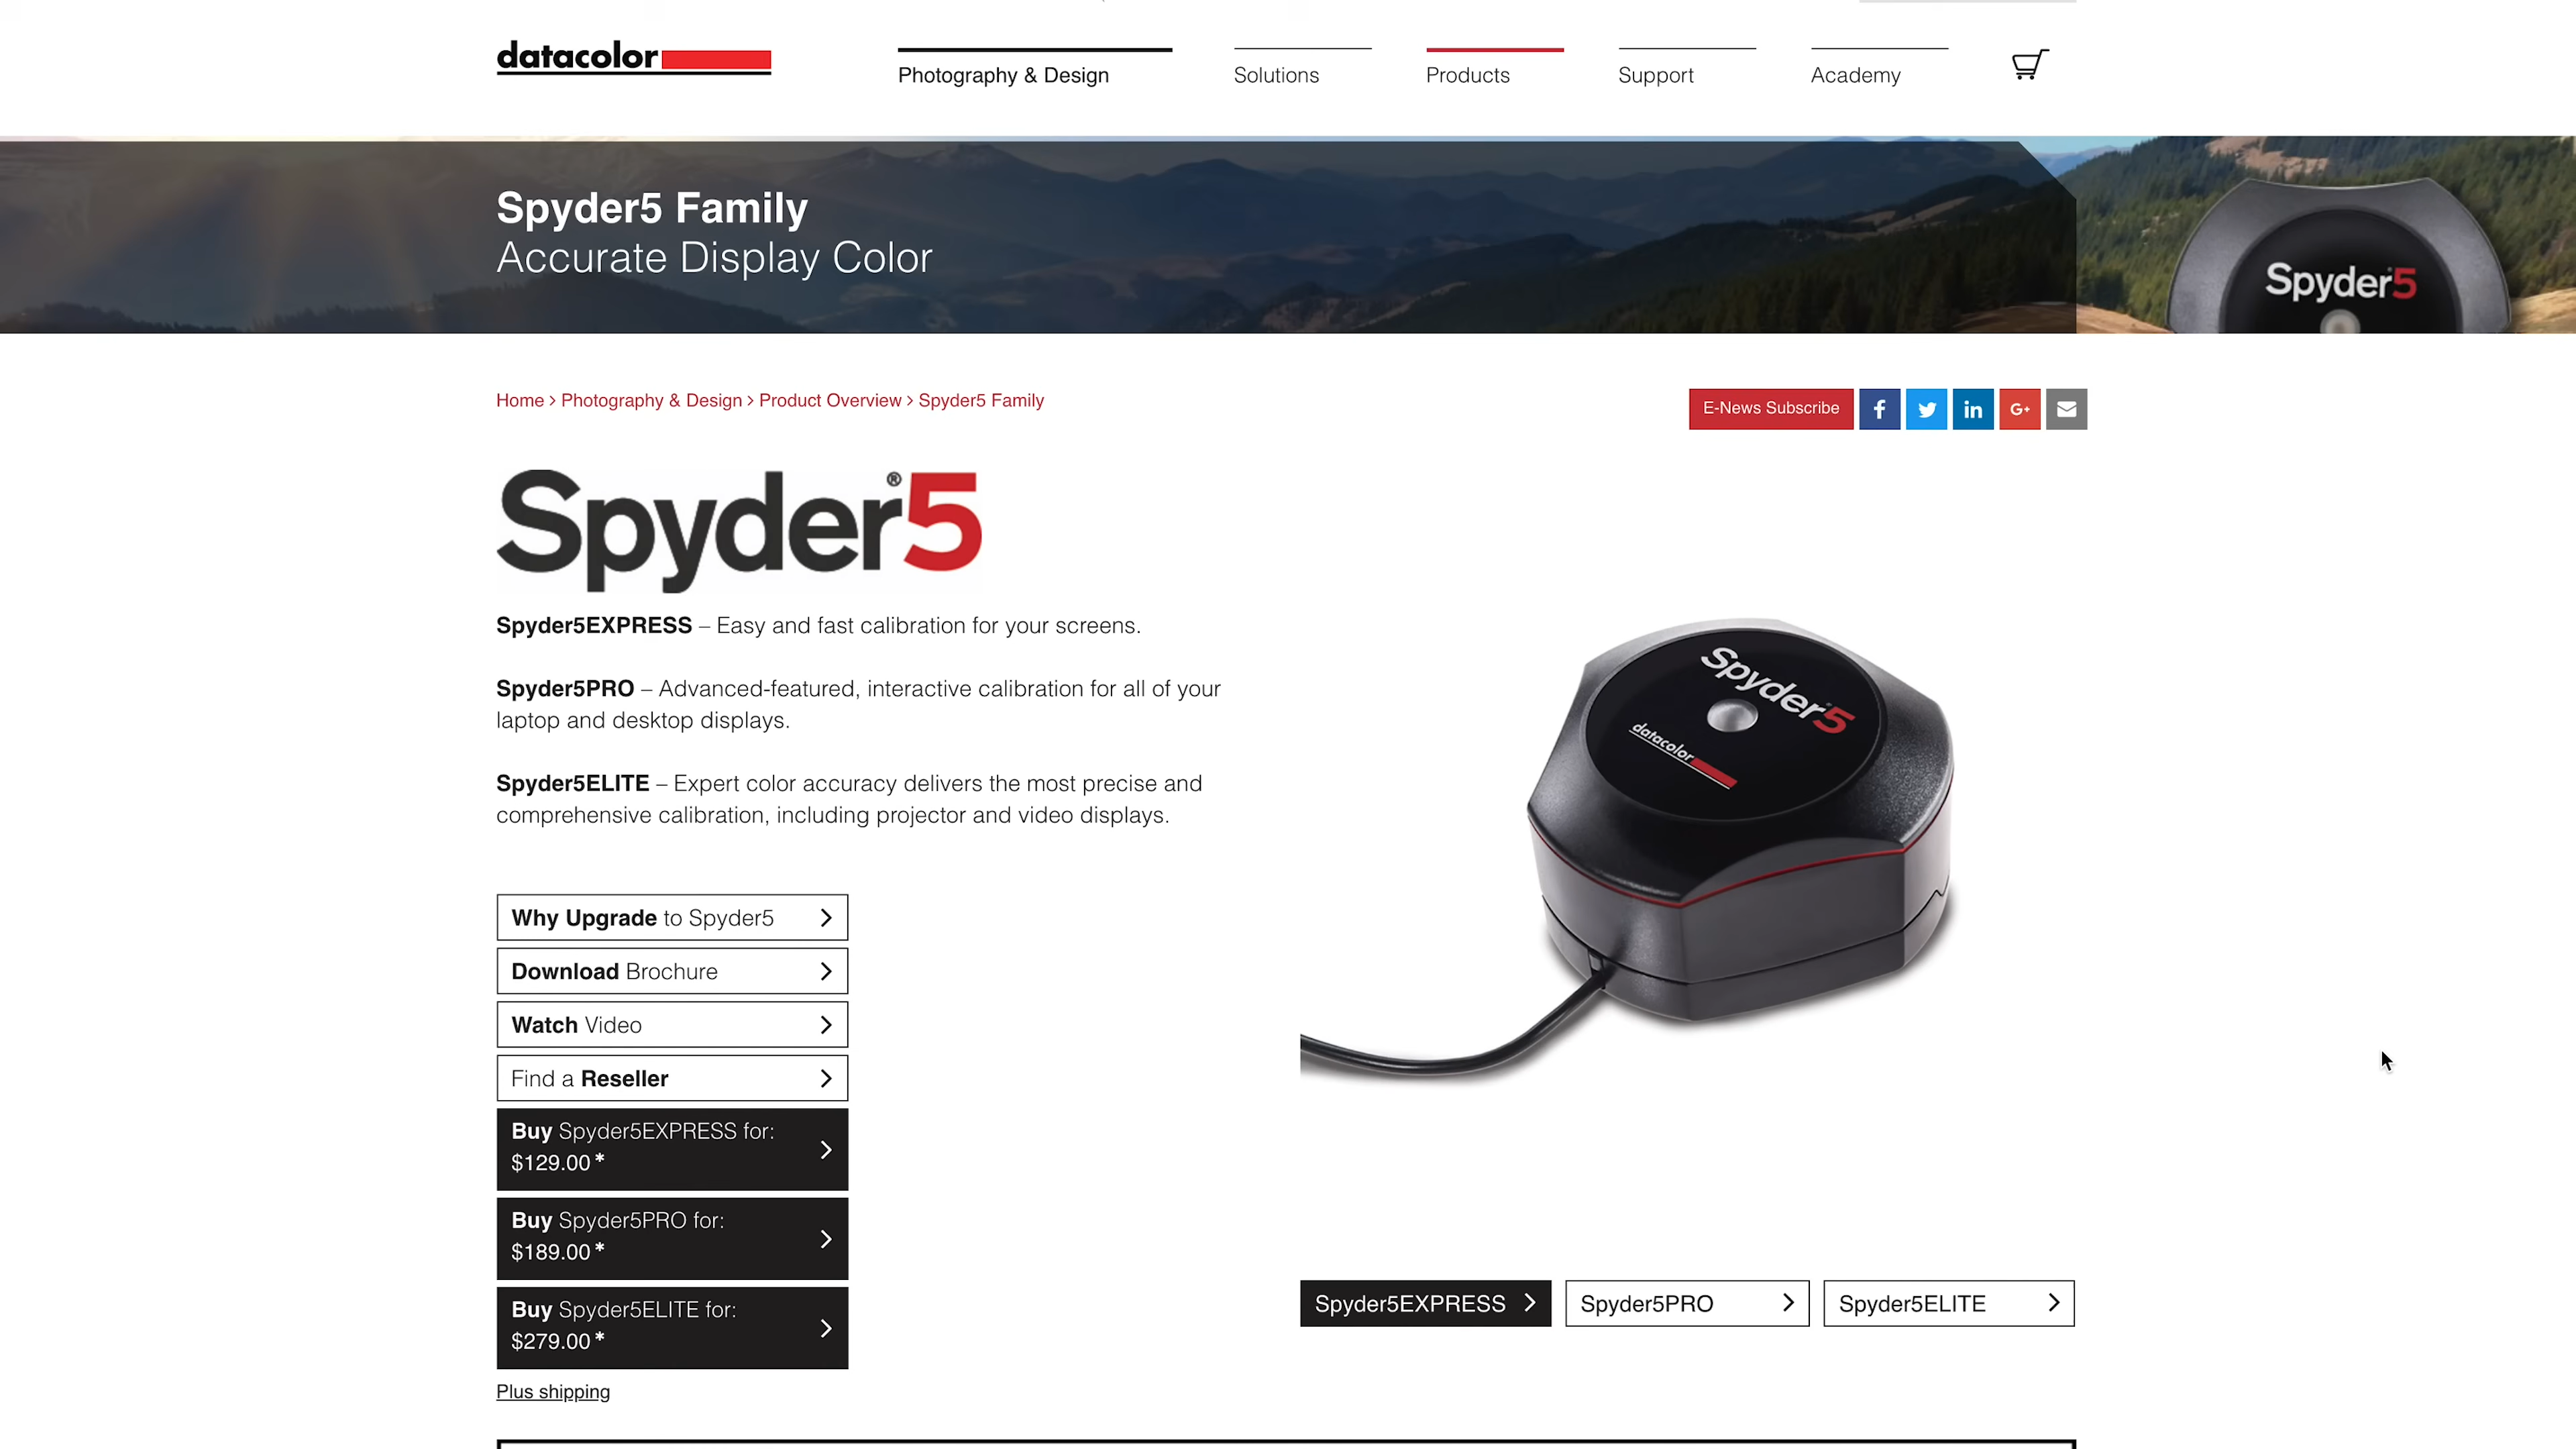 datacolor
Photography & Design
Solutions
Products
Support
Academy
Spyder5 Family
Accurate Display Color
Spyder5
Home > Photography & Design > Product Overview > Spyder5 Family
E-News Subscribe
f
in
G+
Spyder®5
Spyder5EXPRESS – Easy and fast calibration for your screens.
Spyder5PRO – Advanced-featured, interactive calibration for all of your
laptop and desktop displays.
Spyder5ELITE – Expert color accuracy delivers the most precise and
comprehensive calibration, including projector and video displays.
Spyder5
datacolor
Why Upgrade to Spyder5
Download Brochure
Watch Video
Find a Reseller
Buy Spyder5EXPRESS for:
$129.00*
Buy Spyder5PRO for:
$189.00*
Buy Spyder5ELITE for:
$279.00*
Spyder5EXPRESS
Spyder5PRO
Spyder5ELITE
Plus shipping